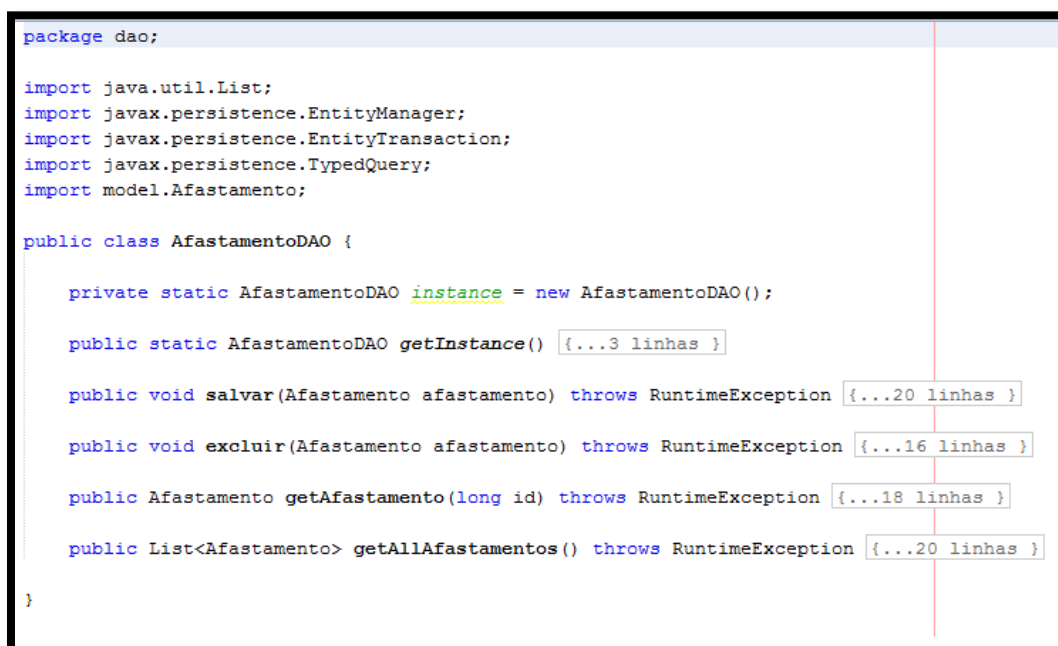 package dao;
import java.util.List;
import javax.persistence.EntityManager;
import javax.persistence.EntityTransaction;
import javax.persistence.TypedQuery;
import model.Afastamento;
public class AfastamentoDAO {
private static AfastamentoDAO instance = new AfastamentoDAO();
public static AfastamentoDAO getInstance() {...3 linhas }
public void salvar(Afastamento afastamento) throws RuntimeException {...20 linhas }
public void excluir(Afastamento afastamento) throws RuntimeException {...16 linhas }
public Afastamento getAfastamento(long id) throws RuntimeException {...18 linhas }
public List<Afastamento> getAllAfastamentos() throws RuntimeException {...20 linhas }
}